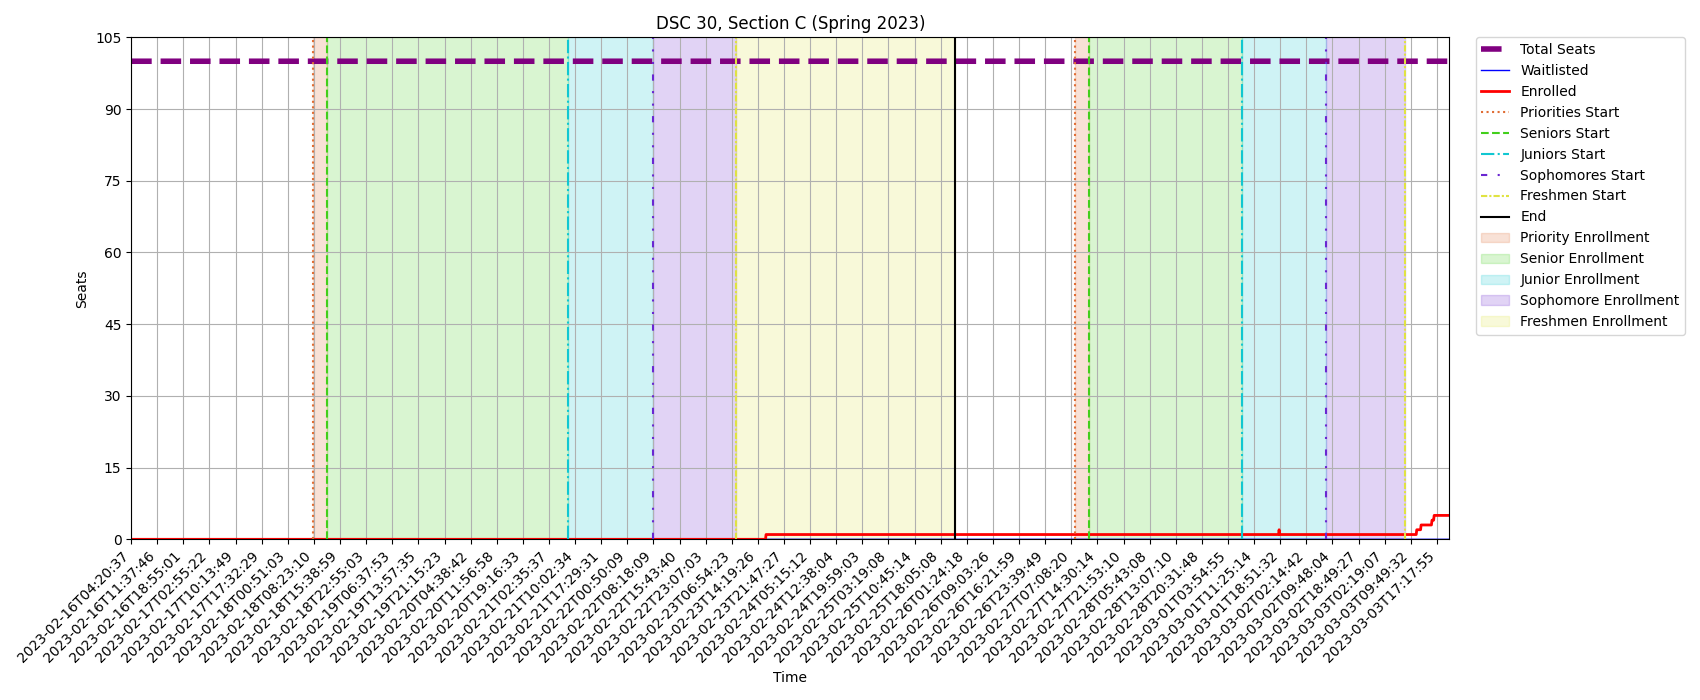 DSC 30, Section C (Spring 2023)
105
90
75
60
45
30
15
0
Seats
2023-02-16T04:20:37
2023-02-16T11:37:46
2023-02-16T18:55:01
2023-02-17T02:55:22
2023-02-17T10:13:49
2023-02-17T17:32:29
2023-02-18T00:51:03
2023-02-18T08:23:10
2023-02-18T15:38:59
2023-02-18T22:55:03
2023-02-19T06:37:53
2023-02-19T13:57:35
2023-02-19T21:15:23
2023-02-20T04:38:42
2023-02-20T11:56:58
2023-02-20T19:16:33
2023-02-21T02:35:37
2023-02-21T10:02:34
2023-02-21T17:29:31
2023-02-22T00:50:09
2023-02-22T08:18:09
2023-02-22T15:43:40
2023-02-22T23:07:03
2023-02-23T06:54:23
2023-02-23T14:19:26
2023-02-23T21:47:27
2023-02-24T05:15:12
2023-02-24T12:38:04
2023-02-24T19:59:03
2023-02-25T03:19:08
2023-02-25T10:45:14
2023-02-25T18:05:08
2023-02-26T01:24:18
2023-02-26T09:03:26
2023-02-26T16:21:59
2023-02-26T23:39:49
2023-02-27T07:08:20
2023-02-27T14:30:14
2023-02-27T21:53:10
2023-02-28T05:43:08
2023-02-28T13:07:10
2023-02-28T20:31:48
2023-03-01T03:54:55
2023-03-01T11:25:14
2023-03-01T18:51:32
2023-03-02T02:14:42
2023-03-02T09:48:04
2023-03-02T18:49:27
2023-03-03T02:19:07
2023-03-03T09:49:32
2023-03-03T17:17:55
Time
Total Seats
Waitlisted
Enrolled
Priorities Start
Seniors Start
Juniors Start
Sophomores Start
Freshmen Start
End
Priority Enrollment
Senior Enrollment
Junior Enrollment
Sophomore Enrollment
Freshmen Enrollment